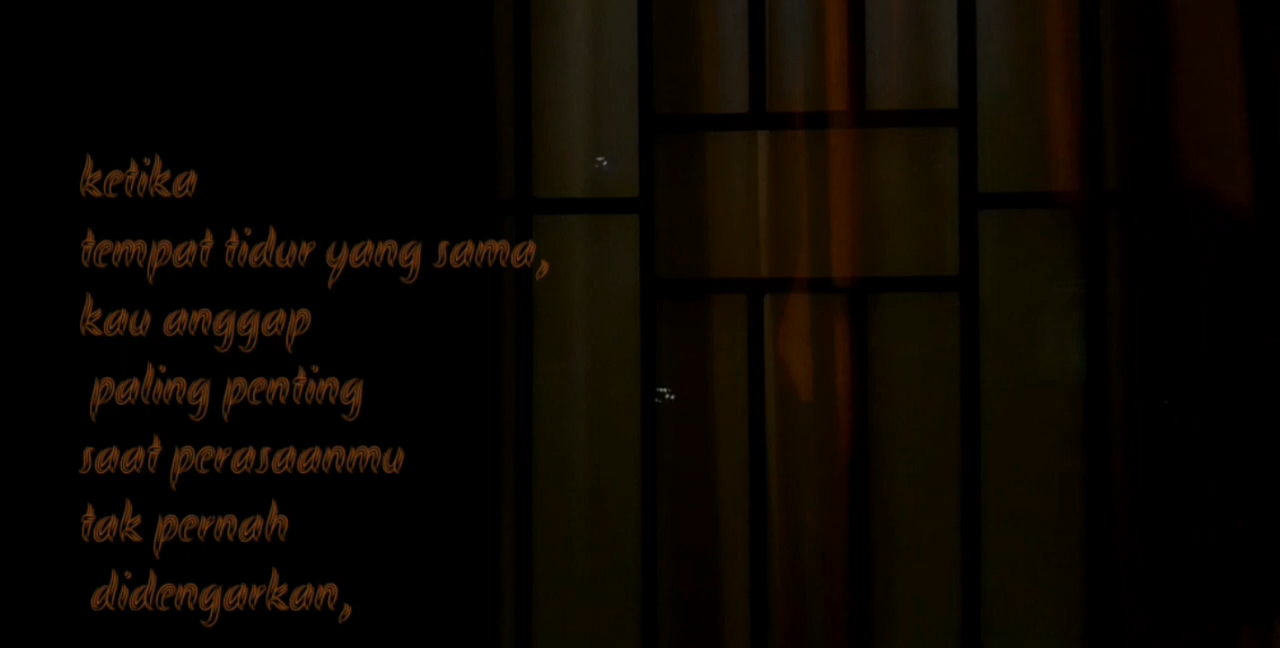 ketika
tempat tidur yang sama,
kau anggap
paling penting
saat perasaanmu
tak pernah
didengarkan,